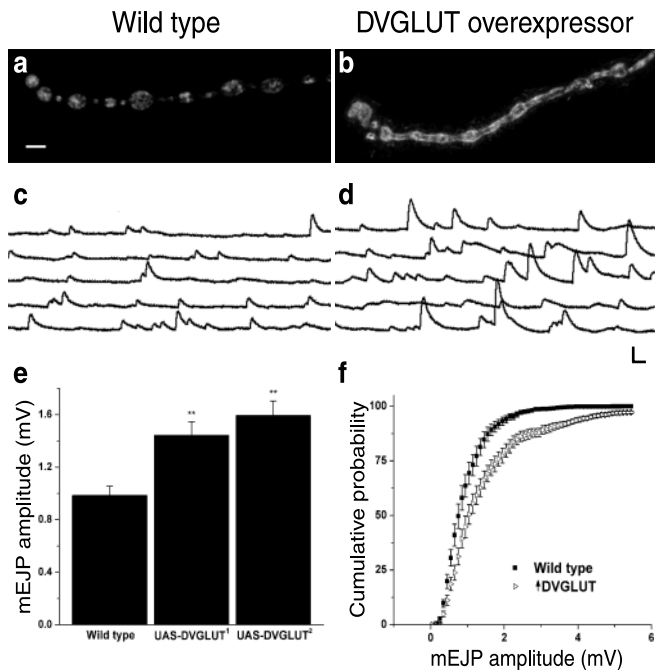 Wild type
DVGLUT overexpressor
a
b
c
d
e
mEJP amplitude (mV)
1.6
1.2
0.8
0.4
0.0
**
**
Wild type
UAS-DVGLUT¹
UAS-DVGLUT²
f
Cumulative probability
100
75
50
25
0
Wild type
↑DVGLUT
0
2
4
6
mEJP amplitude (mV)